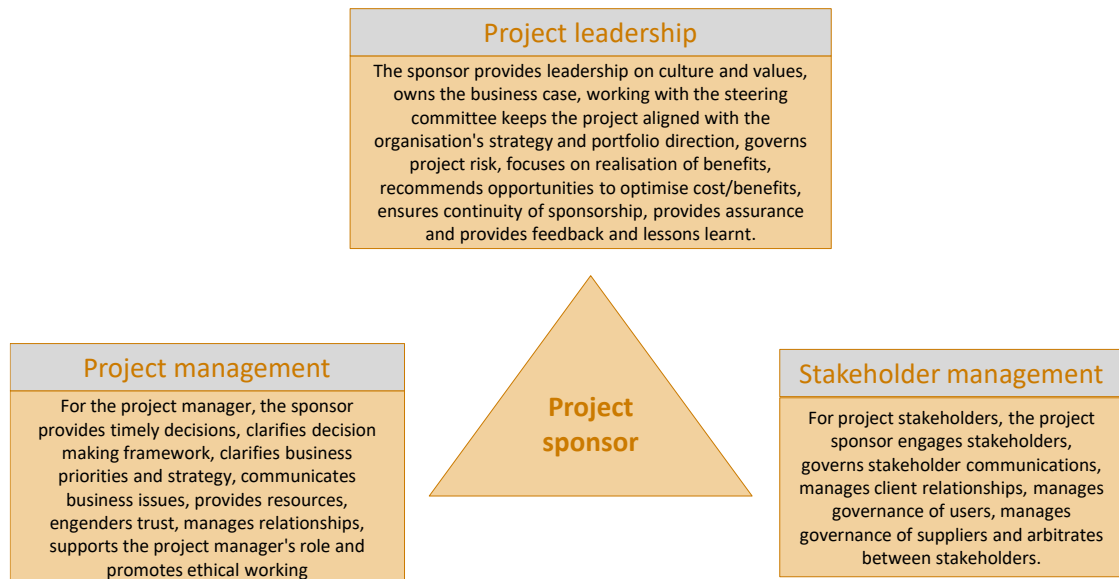 Project leadership
The sponsor provides leadership on culture and values,
owns the business case, working with the steering
committee keeps the project aligned with the
organisation's strategy and portfolio direction, governs
project risk, focuses on realisation of benefits,
recommends opportunities to optimise cost/benefits,
ensures continuity of sponsorship, provides assurance
and provides feedback and lessons learnt.
Project management
For the project manager, the sponsor
provides timely decisions, clarifies decision
making framework, clarifies business
priorities and strategy, communicates
business issues, provides resources,
engenders trust, manages relationships,
supports the project manager's role and
promotes ethical working
Project
sponsor
Stakeholder management
For project stakeholders, the project
sponsor engages stakeholders,
governs stakeholder communications,
manages client relationships, manages
governance of users, manages
governance of suppliers and arbitrates
between stakeholders.